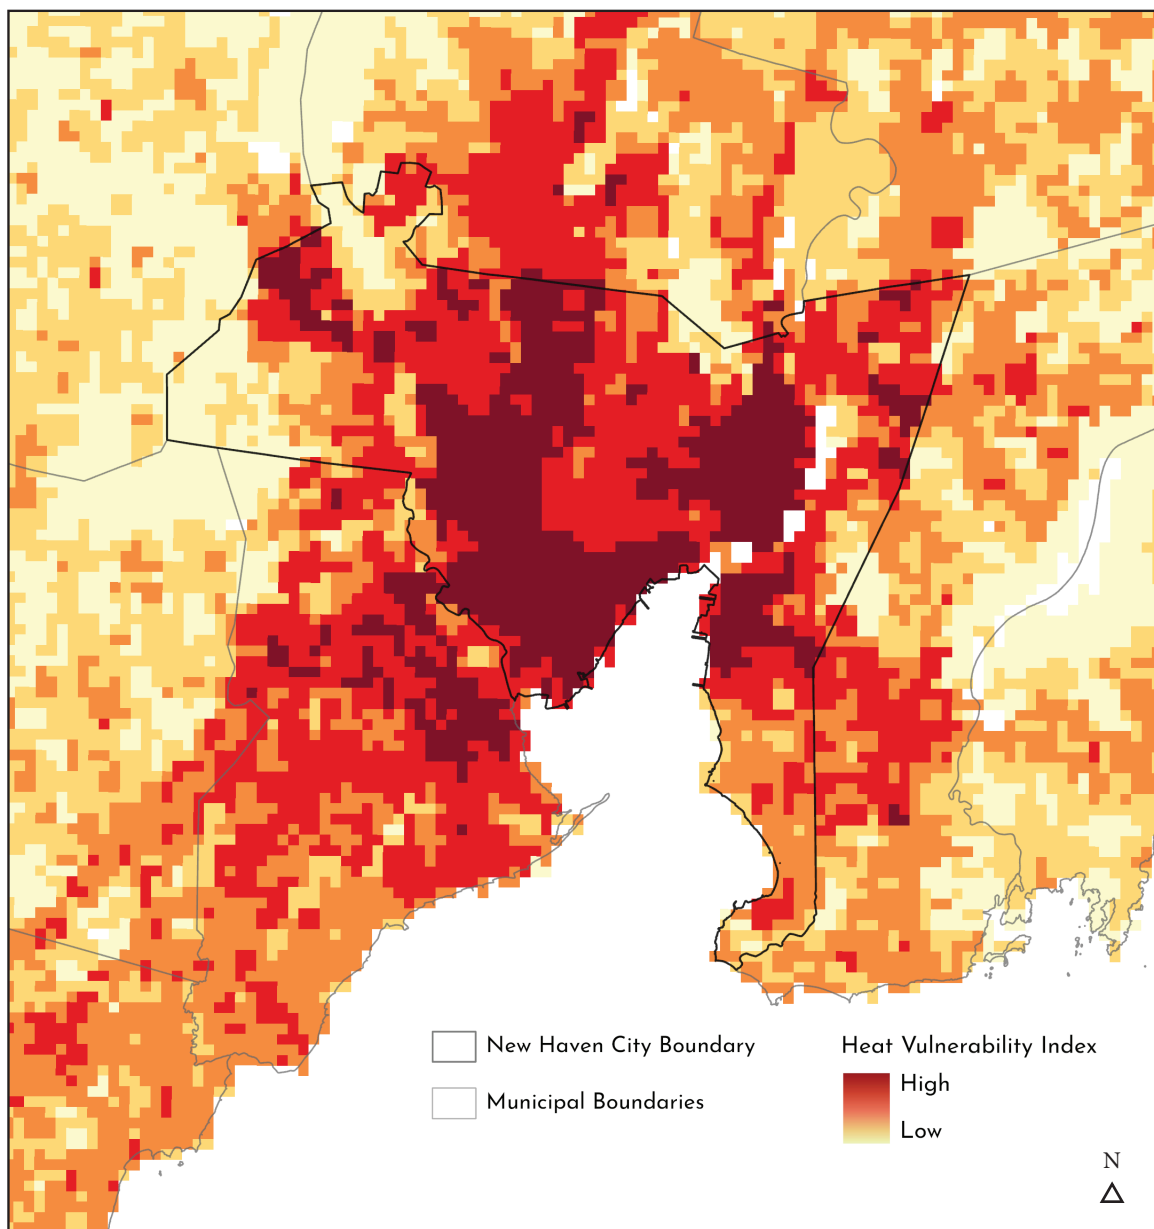 New Haven City Boundary
Municipal Boundaries
Heat Vulnerability Index
High
Low
N